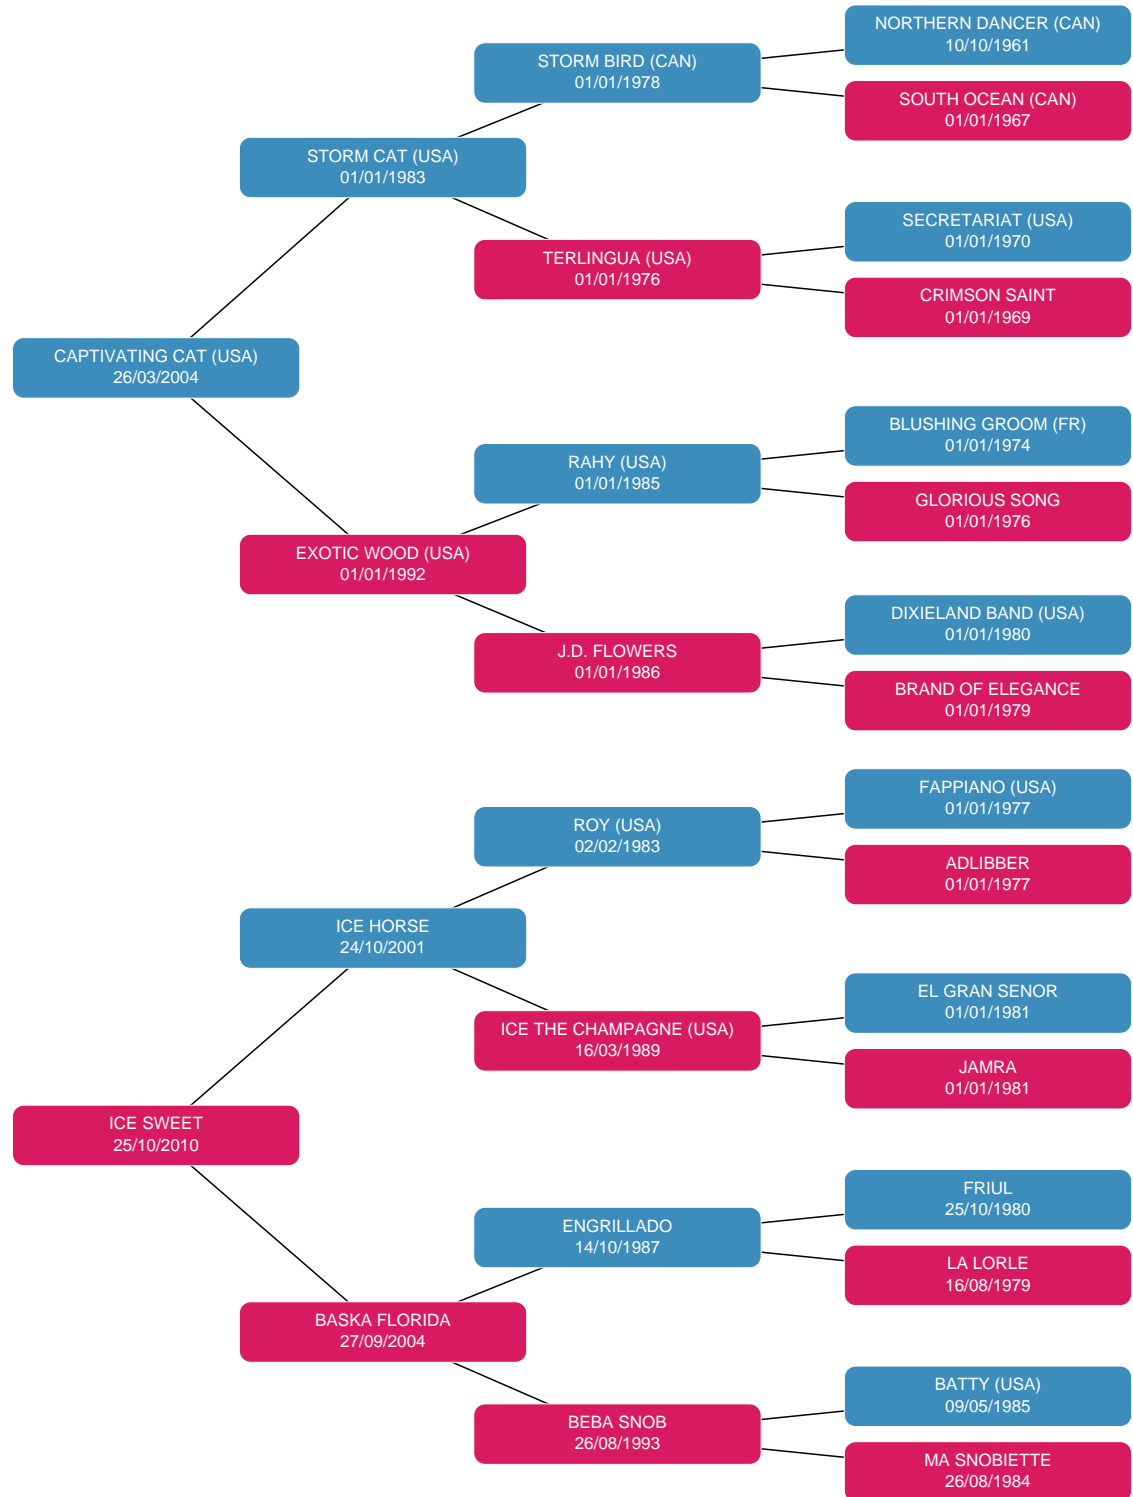 NORTHERN DANCER (CAN)
10/10/1961
STORM BIRD (CAN)
01/01/1978
SOUTH OCEAN (CAN)
01/01/1967
STORM CAT (USA)
01/01/1983
SECRETARIAT (USA)
01/01/1970
TERLINGUA (USA)
01/01/1976
CRIMSON SAINT
01/01/1969
CAPTIVATING CAT (USA)
26/03/2004
BLUSHING GROOM (FR)
01/01/1974
RAHY (USA)
01/01/1985
GLORIOUS SONG
01/01/1976
EXOTIC WOOD (USA)
01/01/1992
DIXIELAND BAND (USA)
01/01/1980
J.D. FLOWERS
01/01/1986
BRAND OF ELEGANCE
01/01/1979
FAPPIANO (USA)
01/01/1977
ROY (USA)
02/02/1983
ADLIBBER
01/01/1977
ICE HORSE
24/10/2001
EL GRAN SENOR
01/01/1981
ICE THE CHAMPAGNE (USA)
16/03/1989
JAMRA
01/01/1981
ICE SWEET
25/10/2010
FRIUL
25/10/1980
ENGRILLADO
14/10/1987
LA LORLE
16/08/1979
BASKA FLORIDA
27/09/2004
BATTY (USA)
09/05/1985
BEBA SNOB
26/08/1993
MA SNOBIETTE
26/08/1984